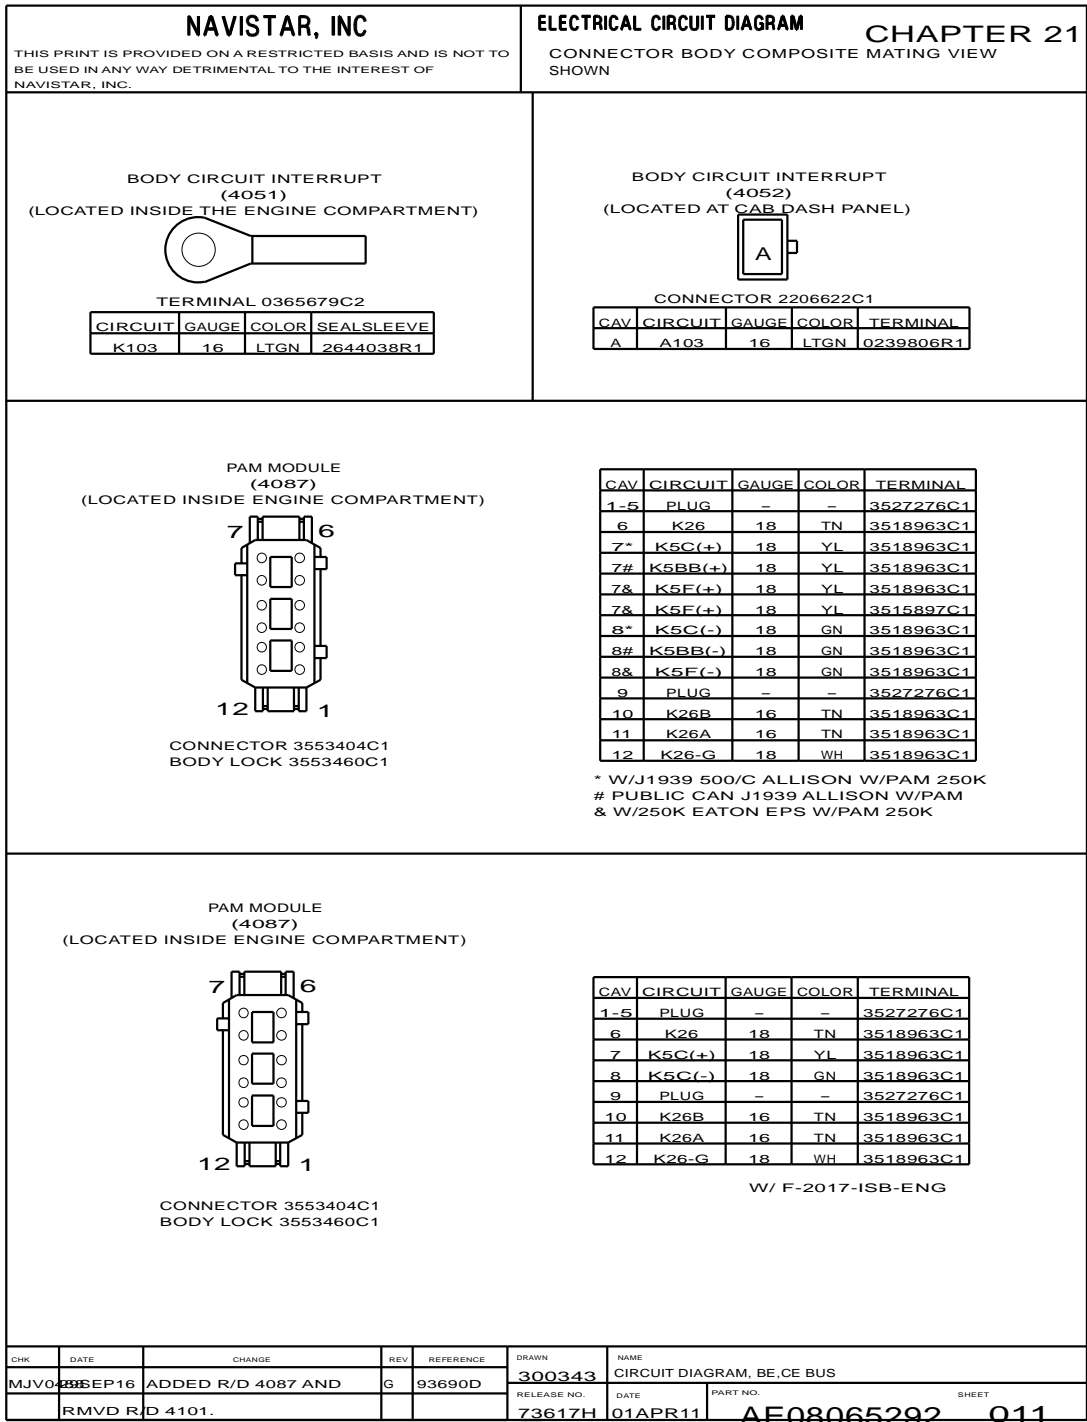 NAVISTAR, INC
THIS PRINT IS PROVIDED ON A RESTRICTED BASIS AND IS NOT TO
BE USED IN ANY WAY DETRIMENTAL TO THE INTEREST OF
NAVISTAR, INC.
ELECTRICAL CIRCUIT DIAGRAM
CHAPTER 21
CONNECTOR BODY COMPOSITE MATING VIEW
SHOWN
BODY CIRCUIT INTERRUPT
(4051)
(LOCATED INSIDE THE ENGINE COMPARTMENT)
TERMINAL 0365679C2
CIRCUIT GAUGE COLOR SEALSLEEVE
K103 16 LTGN 2644038R1
BODY CIRCUIT INTERRUPT
(4052)
(LOCATED AT CAB DASH PANEL)
A
CONNECTOR 2206622C1
CAV CIRCUIT GAUGE COLOR TERMINAL
A A103 16 LTGN 0239806R1
PAM MODULE
(4087)
(LOCATED INSIDE ENGINE COMPARTMENT)
7 6
12 1
CONNECTOR 3553404C1
BODY LOCK 3553460C1
CAV CIRCUIT GAUGE COLOR TERMINAL
1-5 PLUG – – 3527276C1
6 K26 18 TN 3518963C1
7* K5C(+) 18 YL 3518963C1
7# K5BB(+) 18 YL 3518963C1
7& K5F(+) 18 YL 3518963C1
7& K5F(+) 18 YL 3515897C1
8* K5C(-) 18 GN 3518963C1
8# K5BB(-) 18 GN 3518963C1
8& K5F(-) 18 GN 3518963C1
9 PLUG – – 3527276C1
10 K26B 16 TN 3518963C1
11 K26A 16 TN 3518963C1
12 K26-G 18 WH 3518963C1
* W/J1939 500/C ALLISON W/PAM 250K
# PUBLIC CAN J1939 ALLISON W/PAM
& W/250K EATON EPS W/PAM 250K
PAM MODULE
(4087)
(LOCATED INSIDE ENGINE COMPARTMENT)
7 6
12 1
CONNECTOR 3553404C1
BODY LOCK 3553460C1
CAV CIRCUIT GAUGE COLOR TERMINAL
1-5 PLUG – – 3527276C1
6 K26 18 TN 3518963C1
7 K5C(+) 18 YL 3518963C1
8 K5C(-) 18 GN 3518963C1
9 PLUG – – 3527276C1
10 K26B 16 TN 3518963C1
11 K26A 16 TN 3518963C1
12 K26-G 18 WH 3518963C1
W/ F-2017-ISB-ENG
CHK DATE CHANGE REV REFERENCE
ADDED R/D 4087 AND G 93690D
RMVD R/D 4101.
DRAWN
300343
NAME
CIRCUIT DIAGRAM, BE,CE BUS
RELEASE NO.
73617H
DATE
01APR11
PART NO.
AE08065292
SHEET
011